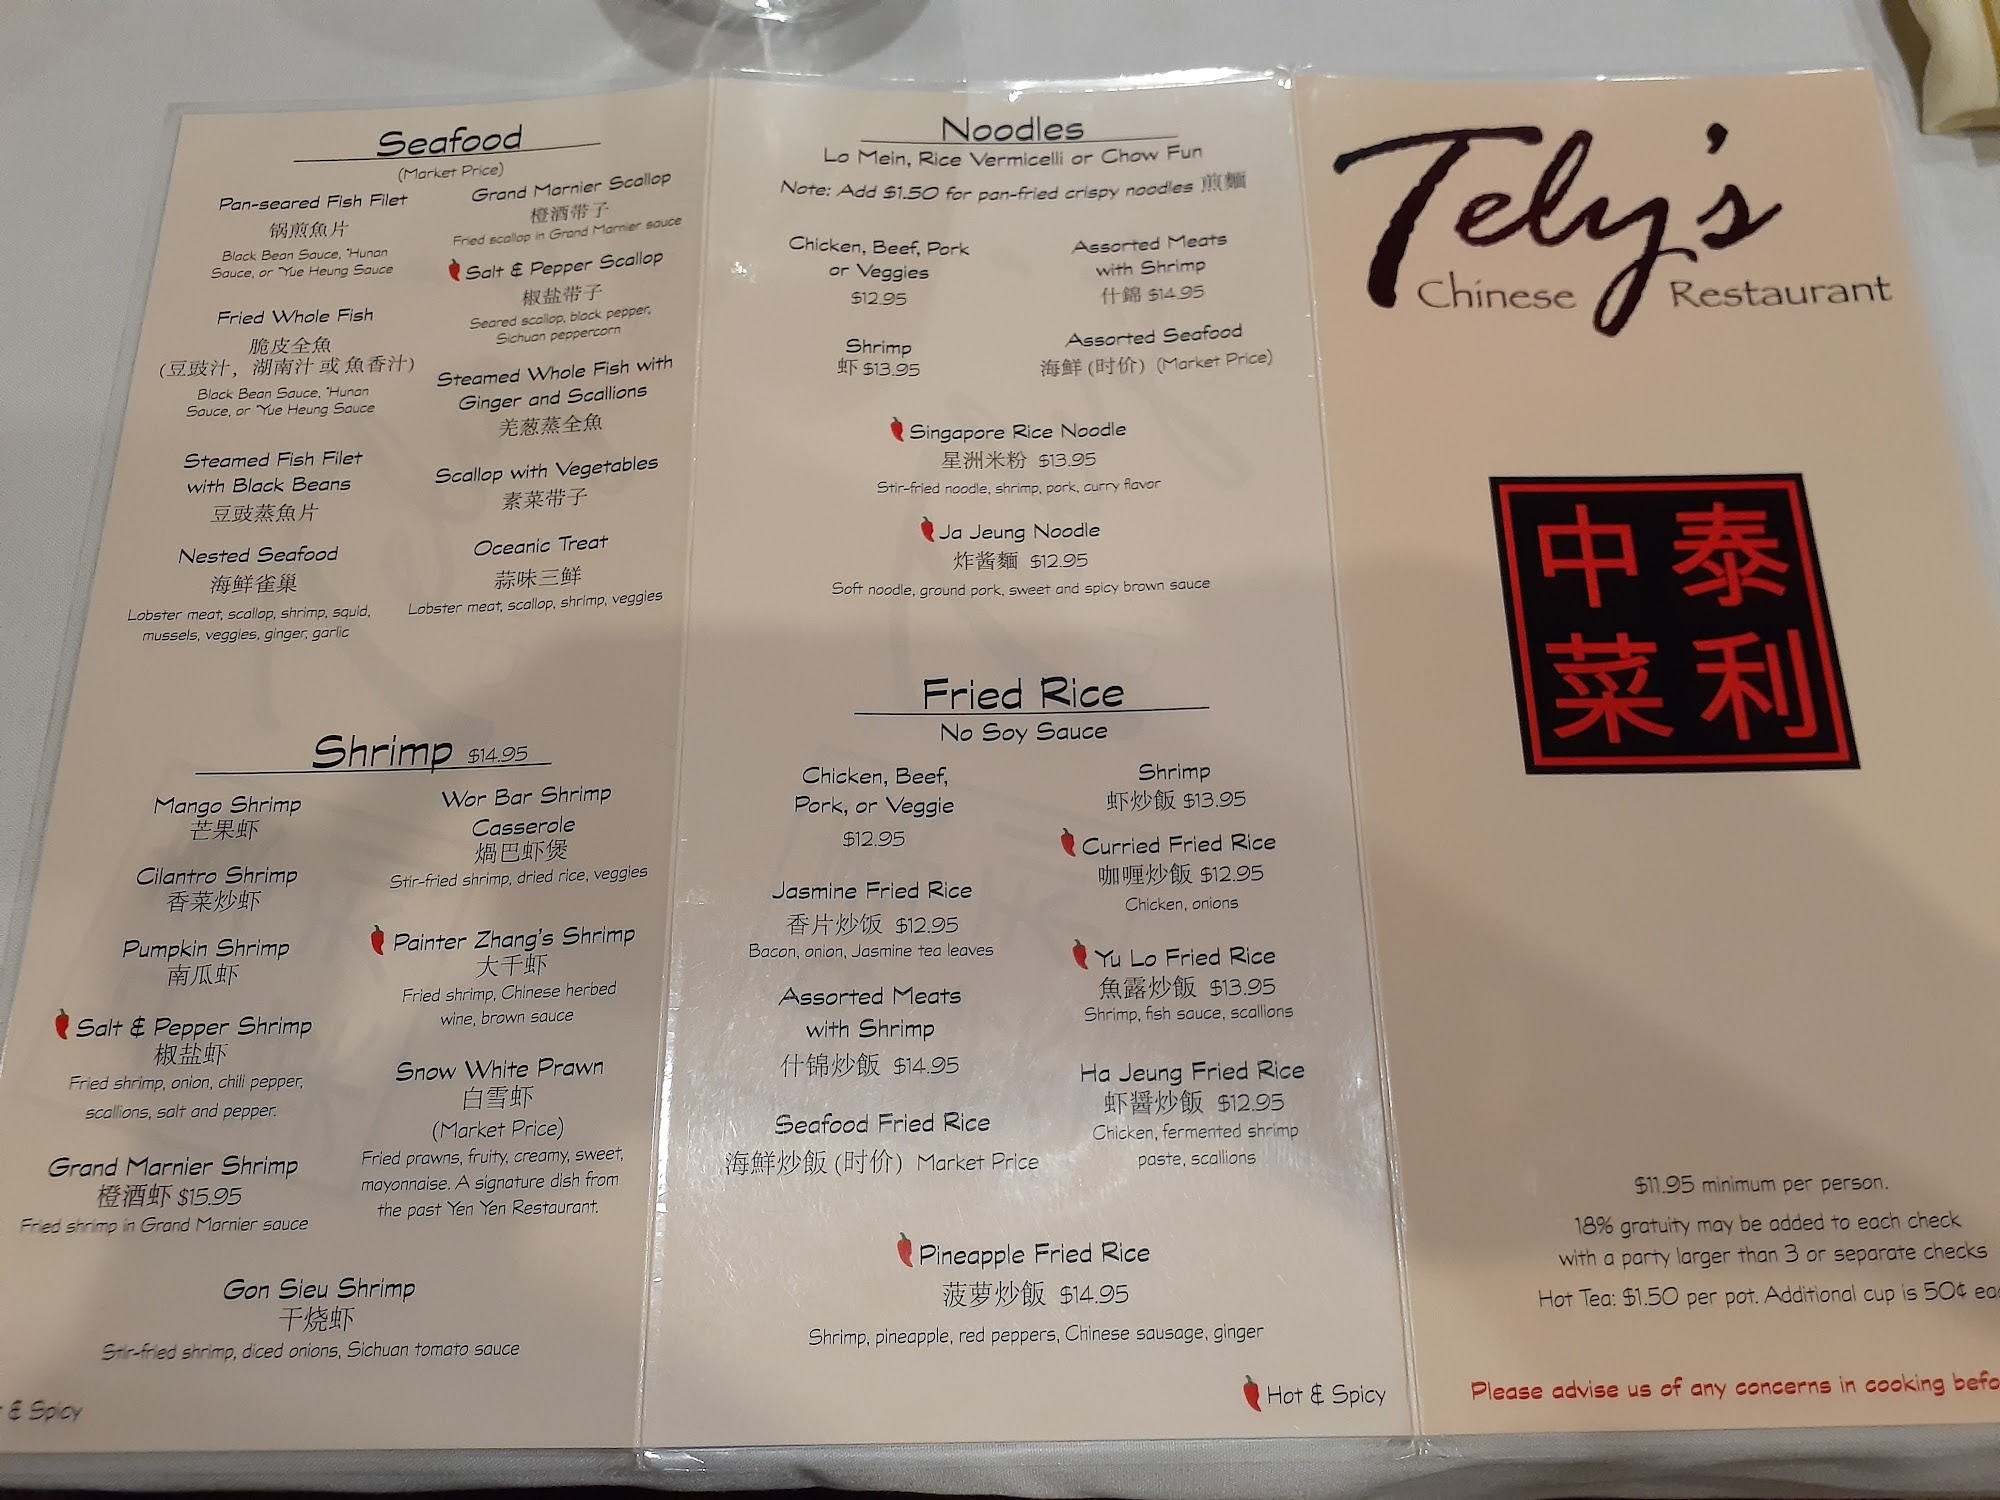 Seafood
(Market Price)
Pan-seared Fish Filet
锅煎魚片
Black Bean Sauce, *Hunan
Sauce, or *Yue Heung Sauce
Fried Whole Fish
脆皮全魚
(豆豉汁，湖南汁 或 魚香汁)
Black Bean Sauce, *Hunan
Sauce, or *Yue Heung Sauce
Steamed Fish Filet
with Black Beans
豆豉蒸魚片
Nested Seafood
海鮮雀巢
Lobster meat, scallop, shrimp, squid,
mussels, veggies, ginger, garlic
Grand Marnier Scallop
橙酒带子
Fried scallop in Grand Marnier sauce
Salt & Pepper Scallop
椒盐带子
Seared scallop, black pepper,
Sichuan peppercorn
Steamed Whole Fish with
Ginger and Scallions
羌葱蒸全魚
Scallop with Vegetables
素菜带子
Oceanic Treat
蒜味三鲜
Lobster meat, scallop, shrimp, veggies
Shrimp $14.95
Mango Shrimp
芒果虾
Cilantro Shrimp
香菜炒虾
Pumpkin Shrimp
南瓜虾
Salt & Pepper Shrimp
椒盐虾
Fried shrimp, onion, chili pepper,
scallions, salt and pepper.
Grand Marnier Shrimp
橙酒虾 $15.95
Fried shrimp in Grand Marnier sauce
Wor Bar Shrimp
Casserole
煱巴虾煲
Stir-fried shrimp, dried rice, veggies
Painter Zhang's Shrimp
大千虾
Fried shrimp, Chinese herbed
wine, brown sauce
Snow White Prawn
白雪虾
(Market Price)
Fried prawns, fruity, creamy, sweet,
mayonnaise. A signature dish from
the past Yen Yen Restaurant.
Gon Sieu Shrimp
干烧虾
Stir-fried shrimp, diced onions, Sichuan tomato sauce
& Spicy
Noodles
Lo Mein, Rice Vermicelli or Chow Fun
Note: Add $1.50 for pan-fried crispy noodles 煎麵
Chicken, Beef, Pork
or Veggies
$12.95
Assorted Meats
with Shrimp
什錦 $14.95
Shrimp
虾 $13.95
Assorted Seafood
海鮮 (时价) (Market Price)
Singapore Rice Noodle
星洲米粉 $13.95
Stir-fried noodle, shrimp, pork, curry flavor
Ja Jeung Noodle
炸酱麵 $12.95
Soft noodle, ground pork, sweet and spicy brown sauce
Fried Rice
No Soy Sauce
Chicken, Beef,
Pork, or Veggie
$12.95
Jasmine Fried Rice
香片炒饭 $12.95
Bacon, onion, Jasmine tea leaves
Assorted Meats
with Shrimp
什锦炒飯 $14.95
Seafood Fried Rice
海鮮炒飯 (时价) Market Price
Shrimp
虾炒飯 $13.95
Curried Fried Rice
咖喱炒飯 $12.95
Chicken, onions
Yu Lo Fried Rice
魚露炒飯 $13.95
Shrimp, fish sauce, scallions
Ha Jeung Fried Rice
虾醬炒飯 $12.95
Chicken, fermented shrimp
paste, scallions
Pineapple Fried Rice
菠萝炒飯 $14.95
Shrimp, pineapple, red peppers, Chinese sausage, ginger
Hot & Spicy
Tely's
Chinese Restaurant
中泰
菜利
$11.95 minimum per person.
18% gratuity may be added to each check
with a party larger than 3 or separate checks
Hot Tea: $1.50 per pot. Additional cup is 50¢
Please advise us of any concerns in cooking